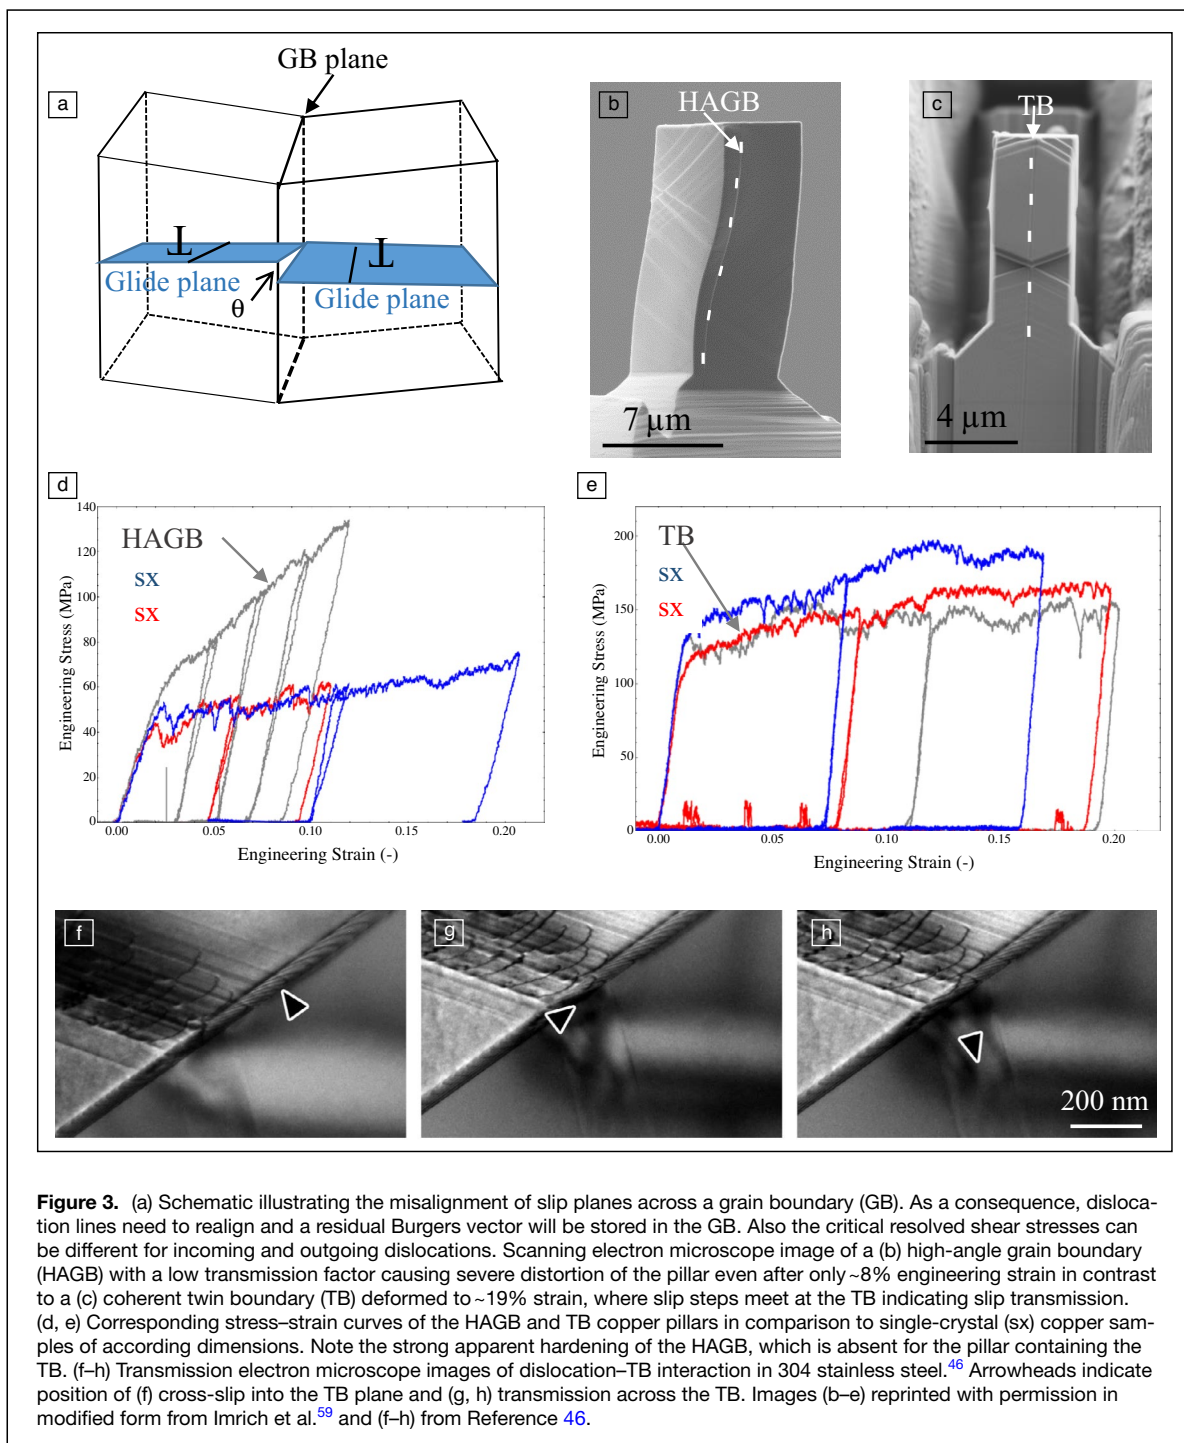 GB plane
a
Glide plane
θ
Glide plane
b
HAGB
7 µm
c
TB
4 µm
d
140
120
100
80
60
40
20
0
Engineering Stress (MPa)
HAGB
sx
sx
0.00
0.05
0.10
0.15
0.20
Engineering Strain (-)
e
200
150
100
50
0
Engineering Stress (MPa)
TB
sx
sx
0.00
0.05
0.10
0.15
0.20
Engineering Strain (-)
f
g
h
200 nm
Figure 3. (a) Schematic illustrating the misalignment of slip planes across a grain boundary (GB). As a consequence, disloca-
tion lines need to realign and a residual Burgers vector will be stored in the GB. Also the critical resolved shear stresses can
be different for incoming and outgoing dislocations. Scanning electron microscope image of a (b) high-angle grain boundary
(HAGB) with a low transmission factor causing severe distortion of the pillar even after only ~8% engineering strain in contrast
to a (c) coherent twin boundary (TB) deformed to ~19% strain, where slip steps meet at the TB indicating slip transmission.
(d, e) Corresponding stress–strain curves of the HAGB and TB copper pillars in comparison to single-crystal (sx) copper sam-
ples of according dimensions. Note the strong apparent hardening of the HAGB, which is absent for the pillar containing the
TB. (f–h) Transmission electron microscope images of dislocation–TB interaction in 304 stainless steel.46 Arrowheads indicate
position of (f) cross-slip into the TB plane and (g, h) transmission across the TB. Images (b–e) reprinted with permission in
modified form from Imrich et al.59 and (f–h) from Reference 46.